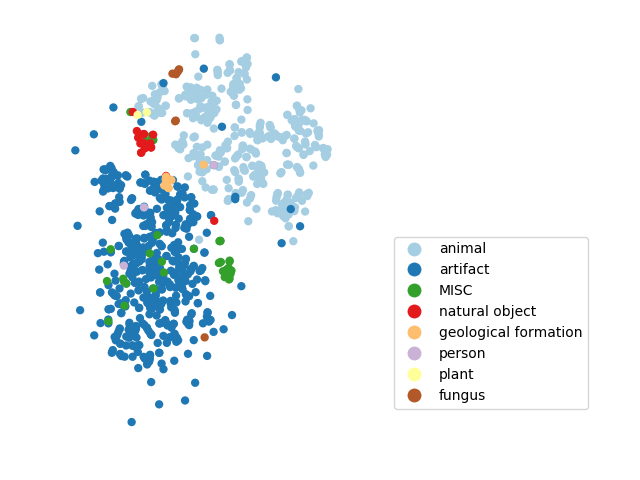 animal
artifact
MISC
natural object
geological formation
person
plant
fungus